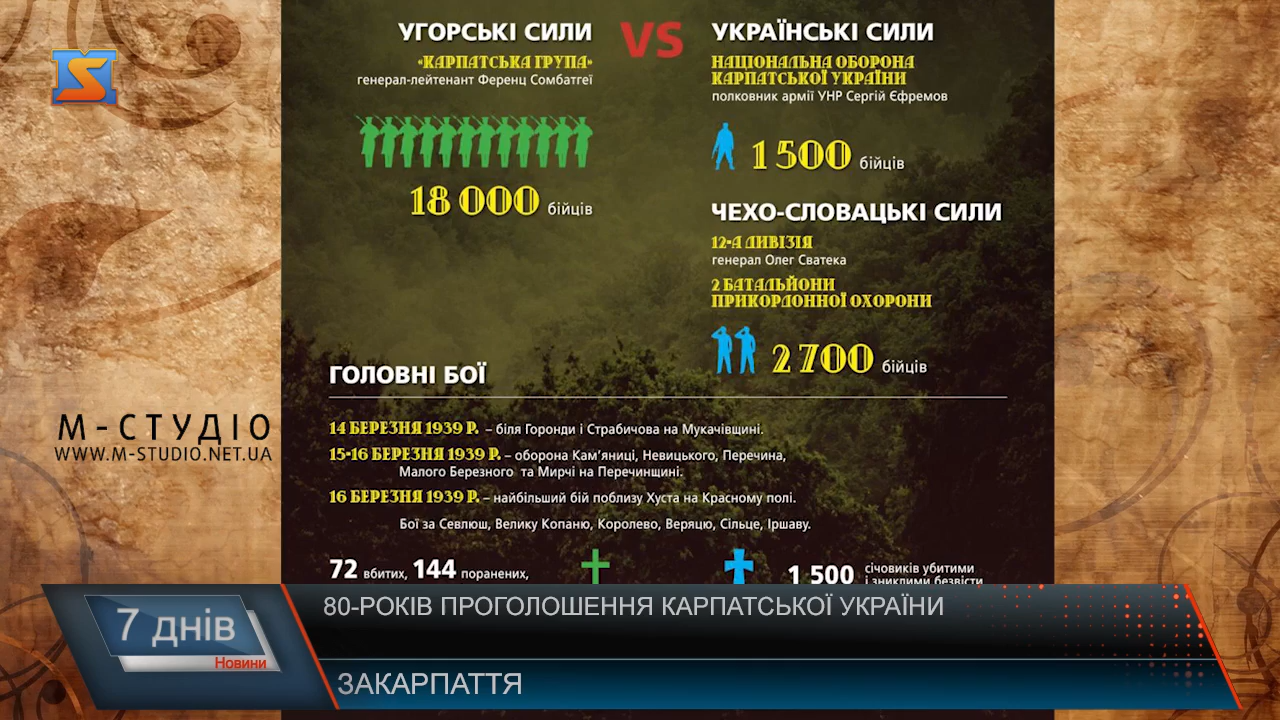 УГОРСЬКІ СИЛИ
«КАРПАТСЬКА ГРУПА»
генерал-лейтенант Ференц Сомбатгеї
18 000 бійців
VS
УКРАЇНСЬКІ СИЛИ
НАЦІОНАЛЬНА ОБОРОНА
КАРПАТСЬКОЇ УКРАЇНИ
полковник армії УНР Сергій Єфремов
1 500 бійців
ЧЕХО-СЛОВАЦЬКІ СИЛИ
12-А ДИВІЗІЯ
генерал Олег Сватека
2 БАТАЛЬЙОНИ
ПРИКОРДОННОЇ ОХОРОНИ
2 700 бійців
ГОЛОВНІ БОЇ
14 БЕРЕЗНЯ 1939 Р. – біля Горонди і Страбичова на Мукачівщині.
15-16 БЕРЕЗНЯ 1939 Р. – оборона Кам’яниці, Невицького, Перечина,
Малого Березного та Мирчі на Перечинщині.
16 БЕРЕЗНЯ 1939 Р. – найбільший бій поблизу Хуста на Красному полі.
Бої за Севлюш, Велику Копаню, Королево, Веряцю, Сільце, Іршаву.
72 вбитих, 144 поранених,
1 500 січовиків убитими
і зниклими безвісти
М-СТУДІО
WWW.M-STUDIO.NET.UA
7 днів
Новини
80-РОКІВ ПРОГОЛОШЕННЯ КАРПАТСЬКОЇ УКРАЇНИ
ЗАКАРПАТТЯ